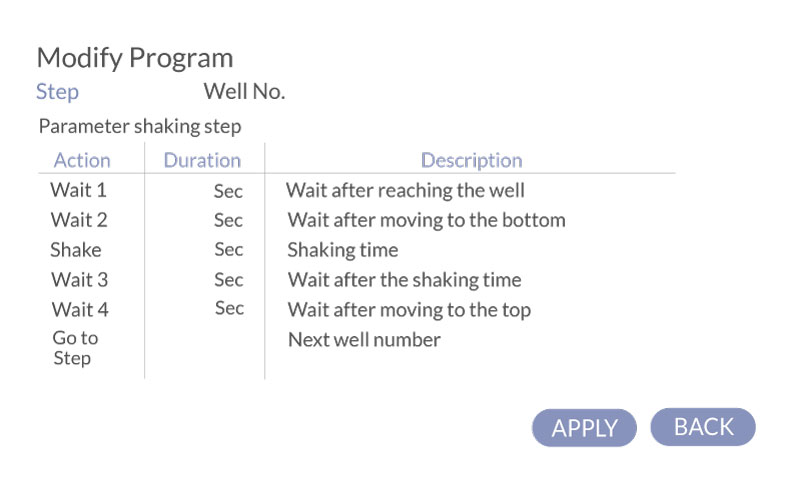 Modify Program
Step Well No.
Parameter shaking step
Action Duration Description
Wait 1 Sec Wait after reaching the well
Wait 2 Sec Wait after moving to the bottom
Shake Sec Shaking time
Wait 3 Sec Wait after the shaking time
Wait 4 Sec Wait after moving to the top
Go to Next well number
Step
APPLY BACK